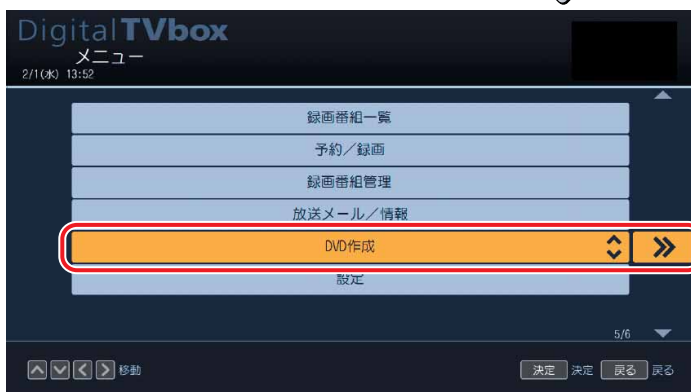 DigitalTVbox
メニュー
2/1(水) 13:52
録画番組一覧
予約／録画
録画番組管理
放送メール／情報
DVD作成
設定
5/6
移動
決定 決定 戻る 戻る